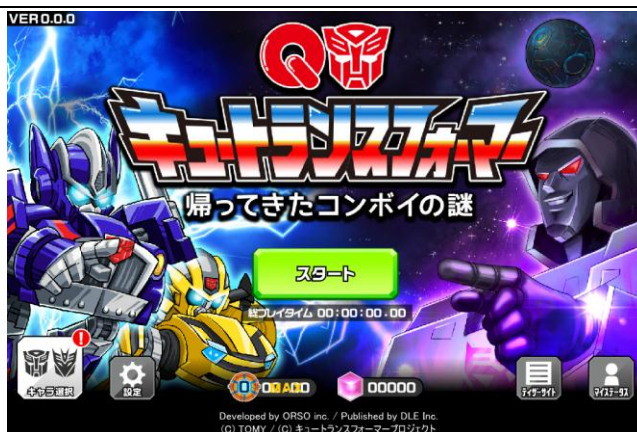 VER 0.0.0
Q
キュートランスフォーマー
帰ってきたコンボイの謎
スタート
総プレイタイム 00:00:00.00
!
キャラ選択
設定
00000
ティザーサイト
マイステータス
Developed by ORSO inc. / Published by DLE Inc.
(C) TOMY / (C) キュートランスフォーマープロジェクト